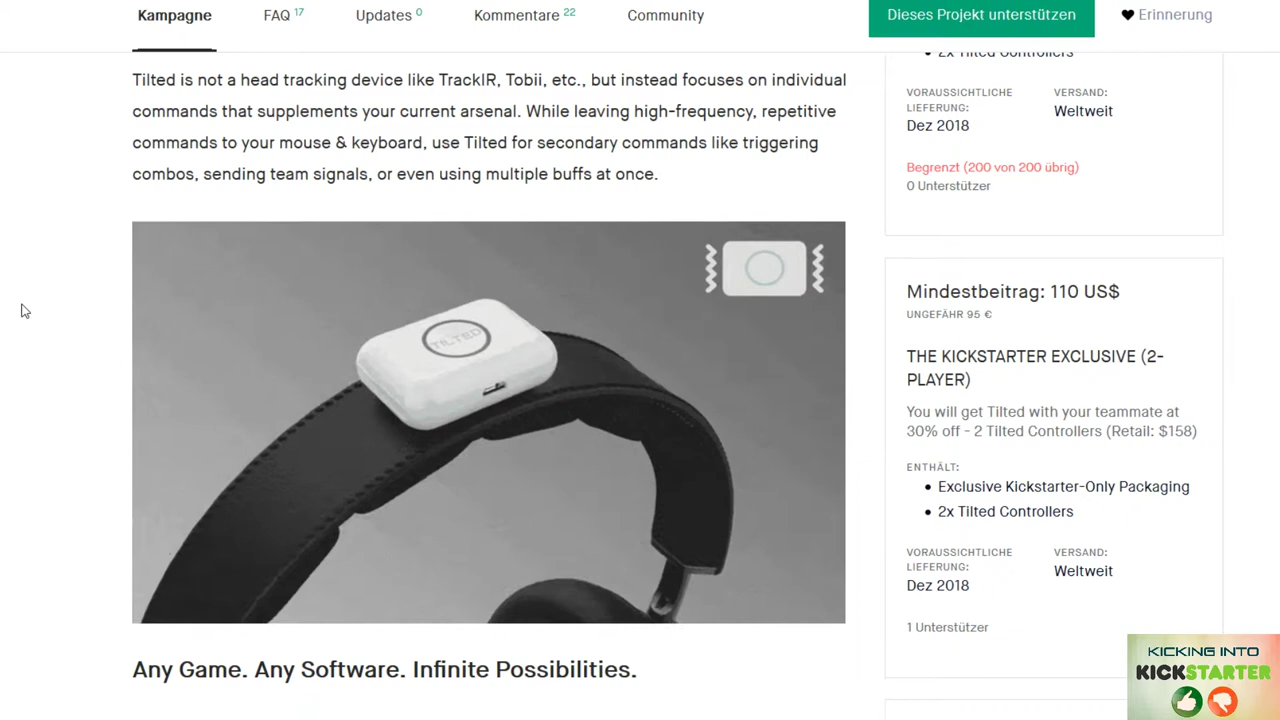 Kampagne
FAQ 17
Updates 0
Kommentare 22
Community
Dieses Projekt unterstützen
Erinnerung
Tilted is not a head tracking device like TrackIR, Tobii, etc., but instead focuses on individual
commands that supplements your current arsenal. While leaving high-frequency, repetitive
commands to your mouse & keyboard, use Tilted for secondary commands like triggering
combos, sending team signals, or even using multiple buffs at once.
TILTED
Any Game. Any Software. Infinite Possibilities.
2x Tilted Controllers
VORAUSSICHTLICHE
LIEFERUNG:
Dez 2018
VERSAND:
Weltweit
Begrenzt (200 von 200 übrig)
0 Unterstützer
Mindestbeitrag: 110 US$
UNGEFÄHR 95 €
THE KICKSTARTER EXCLUSIVE (2-
PLAYER)
You will get Tilted with your teammate at
30% off - 2 Tilted Controllers (Retail: $158)
ENTHÄLT:
Exclusive Kickstarter-Only Packaging
2x Tilted Controllers
VORAUSSICHTLICHE
LIEFERUNG:
Dez 2018
VERSAND:
Weltweit
1 Unterstützer
KICKING INTO
KICKSTARTER